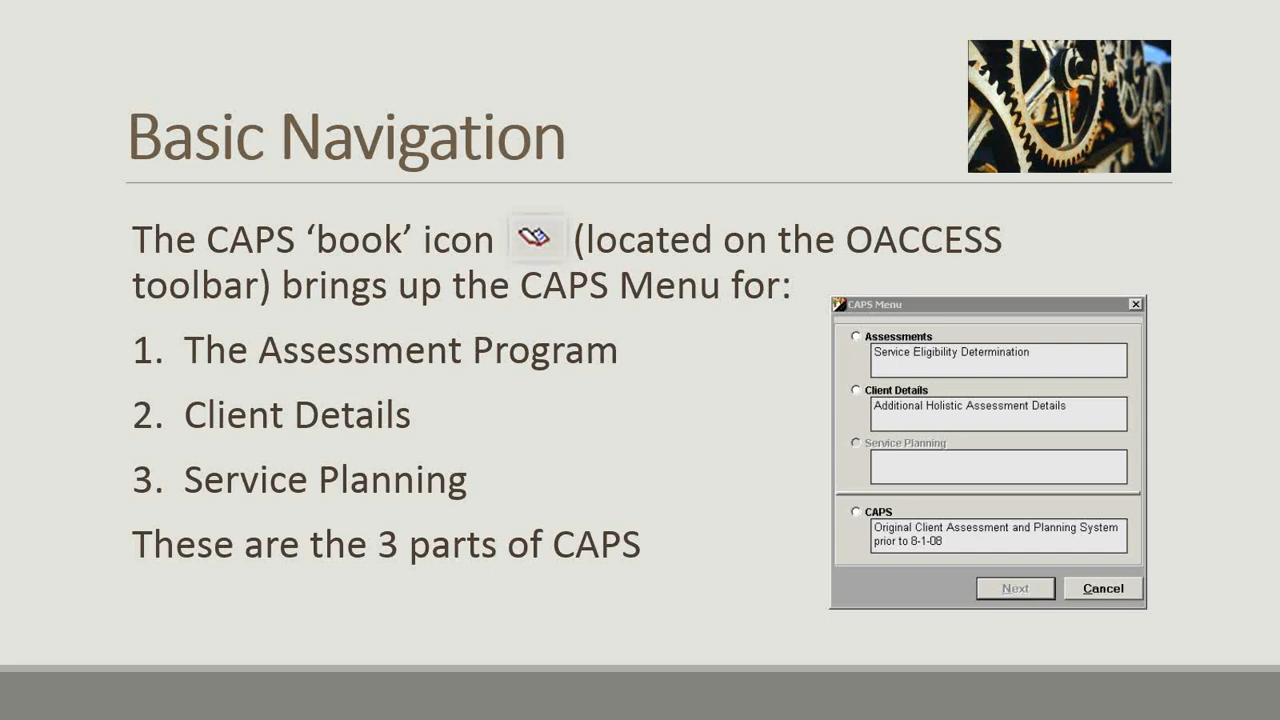 Basic Navigation
The CAPS ‘book’ icon (located on the OACCESS
toolbar) brings up the CAPS Menu for:
1. The Assessment Program
2. Client Details
3. Service Planning
These are the 3 parts of CAPS
CAPS Menu
Assessments
Service Eligibility Determination
Client Details
Additional Holistic Assessment Details
Service Planning
CAPS
Original Client Assessment and Planning System
prior to 8-1-08
Next Cancel